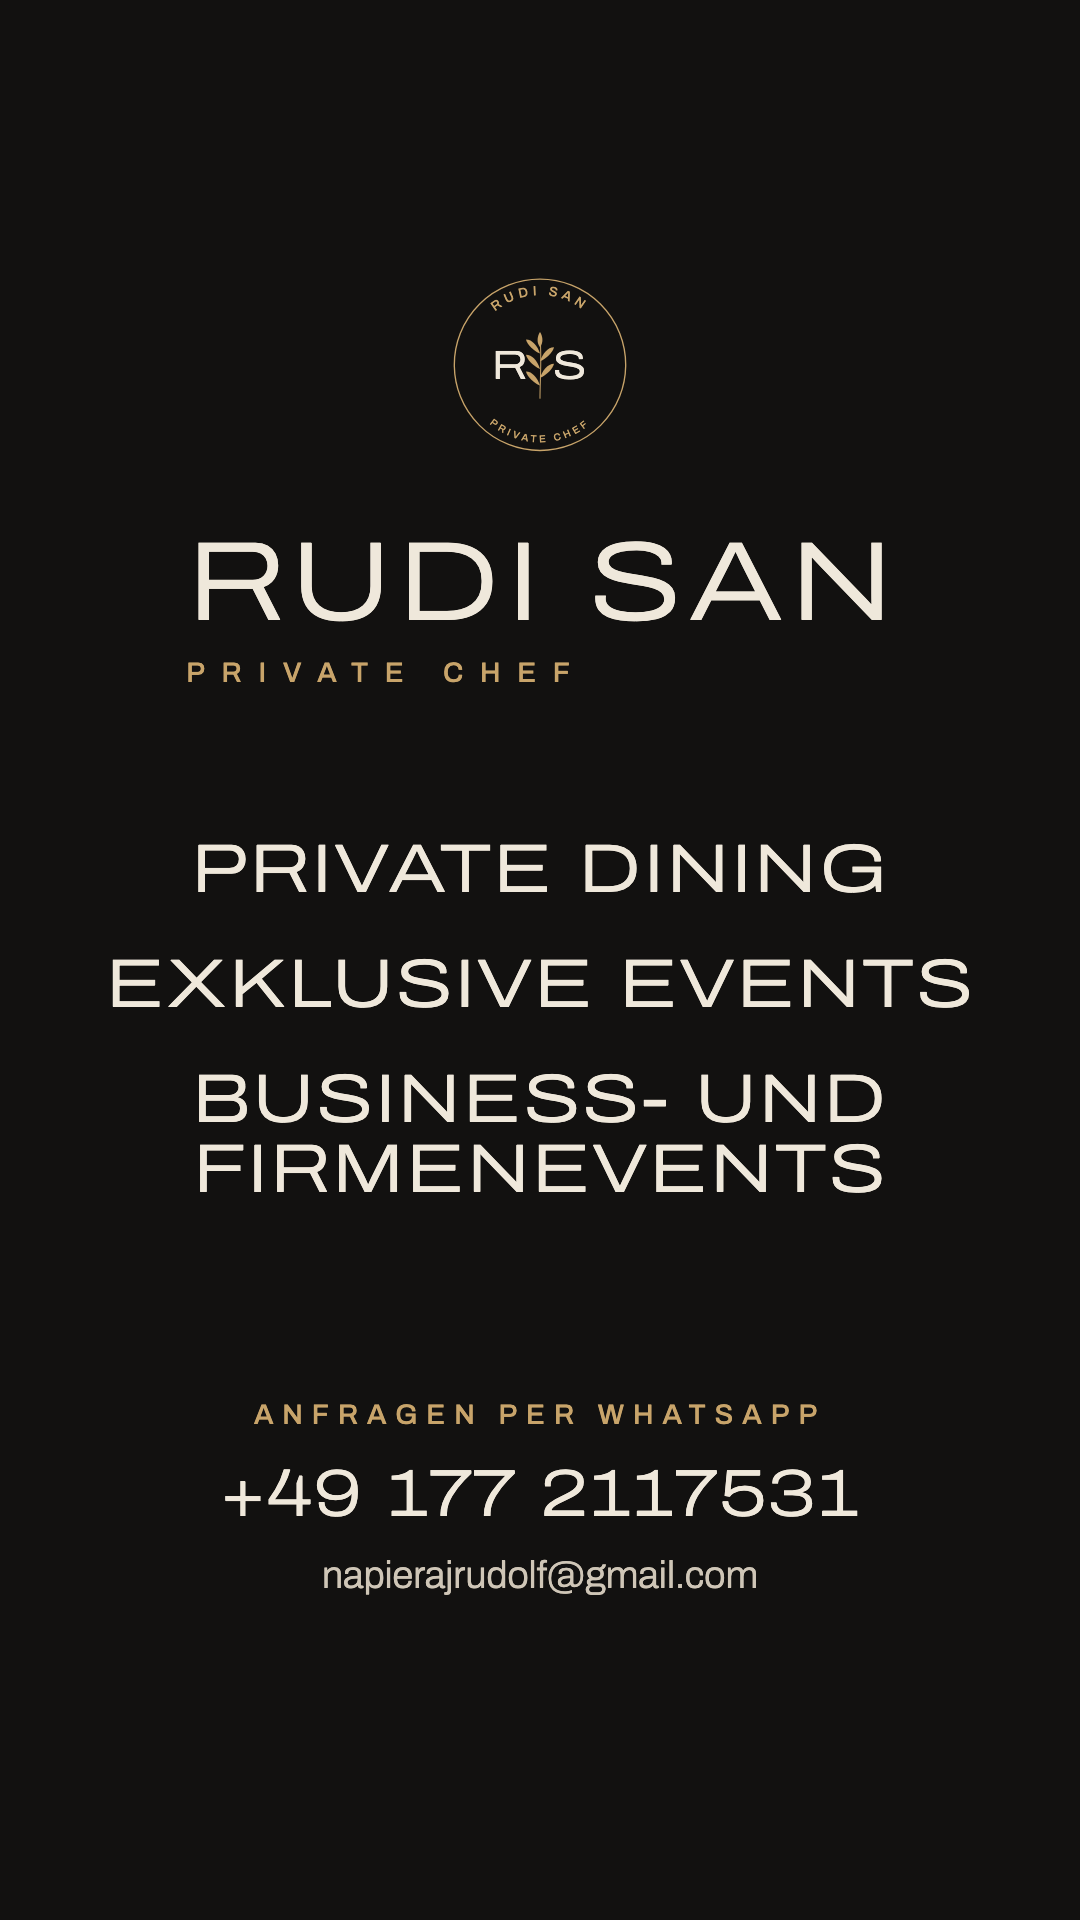 RUDI SAN
R S
PRIVATE CHEF
RUDI SAN
PRIVATE CHEF
PRIVATE DINING
EXKLUSIVE EVENTS
BUSINESS- UND
FIRMENEVENTS
ANFRAGEN PER WHATSAPP
+49 177 2117531
napierajrudolf@gmail.com